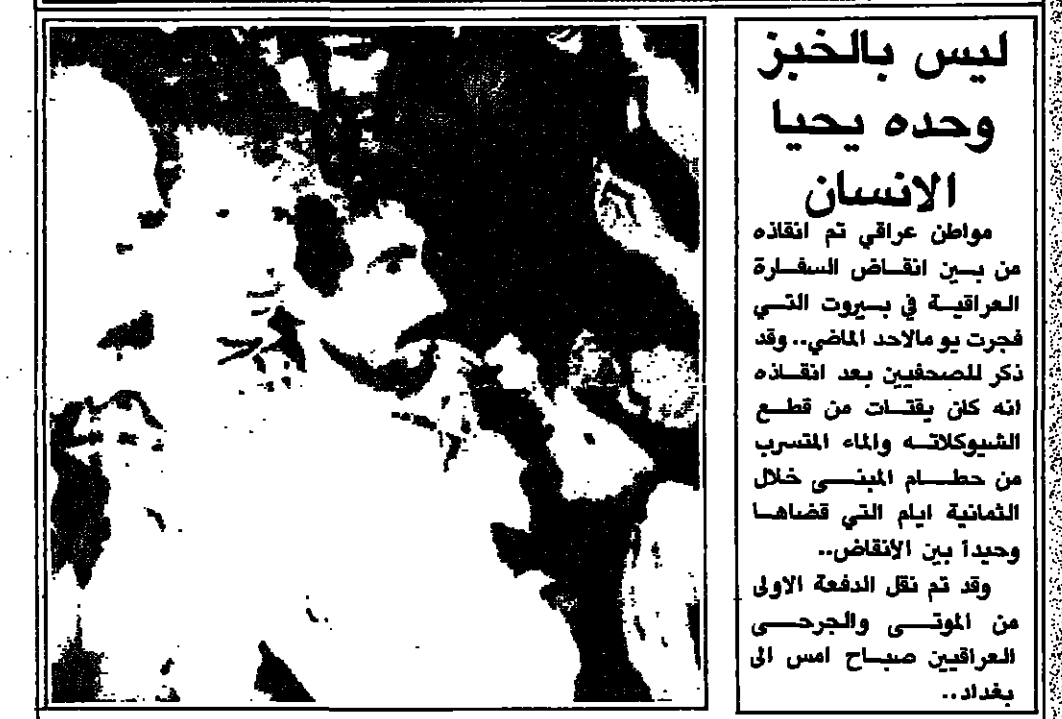 ليس بالخبز
وحده يحيا
الانسان
مواطن عراقي تم انقاذه
من بين انقاض السفارة
العراقية في بيروت التي
فجرت يو مالاحد الماضي.. وقد
ذكر للصحفيين بعد انقاذه
انه كان يقتات من قطع
الشيوكلاته والماء المتسرب
من حطام المبنى خلال
الثمانية ايام التي قضاها
وحيداً بين الأنقاض..
وقد تم نقل الدفعة الاولى
من الموتى والجرحى
العراقيين صباح امس الى
بغداد..